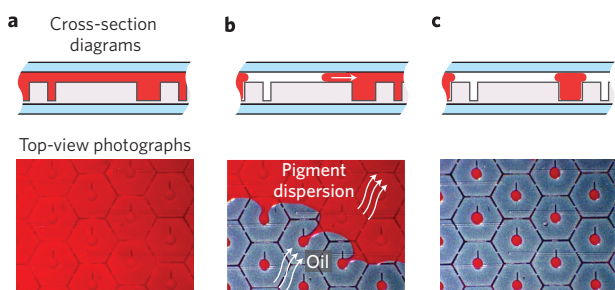 a
Cross-section
diagrams
b
c
Top-view photographs
Pigment
dispersion
Oil